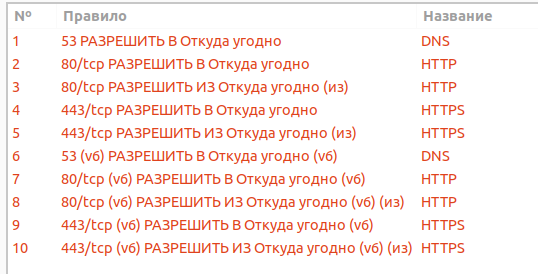 Nº Правило Название
1 53 РАЗРЕШИТЬ В Откуда угодно DNS
2 80/tcp РАЗРЕШИТЬ В Откуда угодно HTTP
3 80/tcp РАЗРЕШИТЬ ИЗ Откуда угодно (из) HTTP
4 443/tcp РАЗРЕШИТЬ В Откуда угодно HTTPS
5 443/tcp РАЗРЕШИТЬ ИЗ Откуда угодно (из) HTTPS
6 53 (v6) РАЗРЕШИТЬ В Откуда угодно (v6) DNS
7 80/tcp (v6) РАЗРЕШИТЬ В Откуда угодно (v6) HTTP
8 80/tcp (v6) РАЗРЕШИТЬ ИЗ Откуда угодно (v6) (из) HTTP
9 443/tcp (v6) РАЗРЕШИТЬ В Откуда угодно (v6) HTTPS
10 443/tcp (v6) РАЗРЕШИТЬ ИЗ Откуда угодно (v6) (из) HTTPS